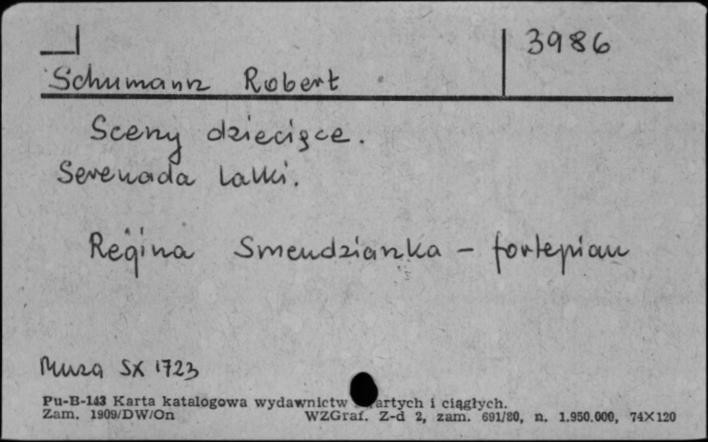 3986
Schumann Robert
Sceny dziecięce.
Serenada lalki.
Regina Smendzianka - fortepian
Muza SX 1723
Pu-B-143 Karta katalogowa wydawnictw artych i ciągłych.
Zam. 1909/DW/On WZGraf. Z-d 2, zam. 691/80, n. 1.950.000, 74X120